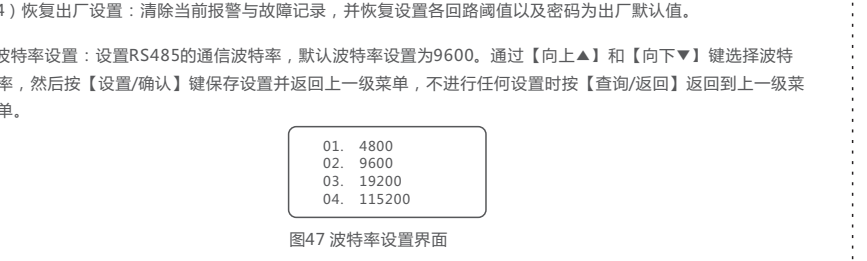 4）恢复出厂设置：清除当前报警与故障记录，并恢复设置各回路阈值以及密码为出厂默认值。
波特率设置：设置RS485的通信波特率，默认波特率设置为9600。通过【向上▲】和【向下▼】键选择波特
率，然后按【设置/确认】键保存设置并返回上一级菜单，不进行任何设置时按【查询/返回】返回到上一级菜
单。
01. 4800
02. 9600
03. 19200
04. 115200
图47 波特率设置界面